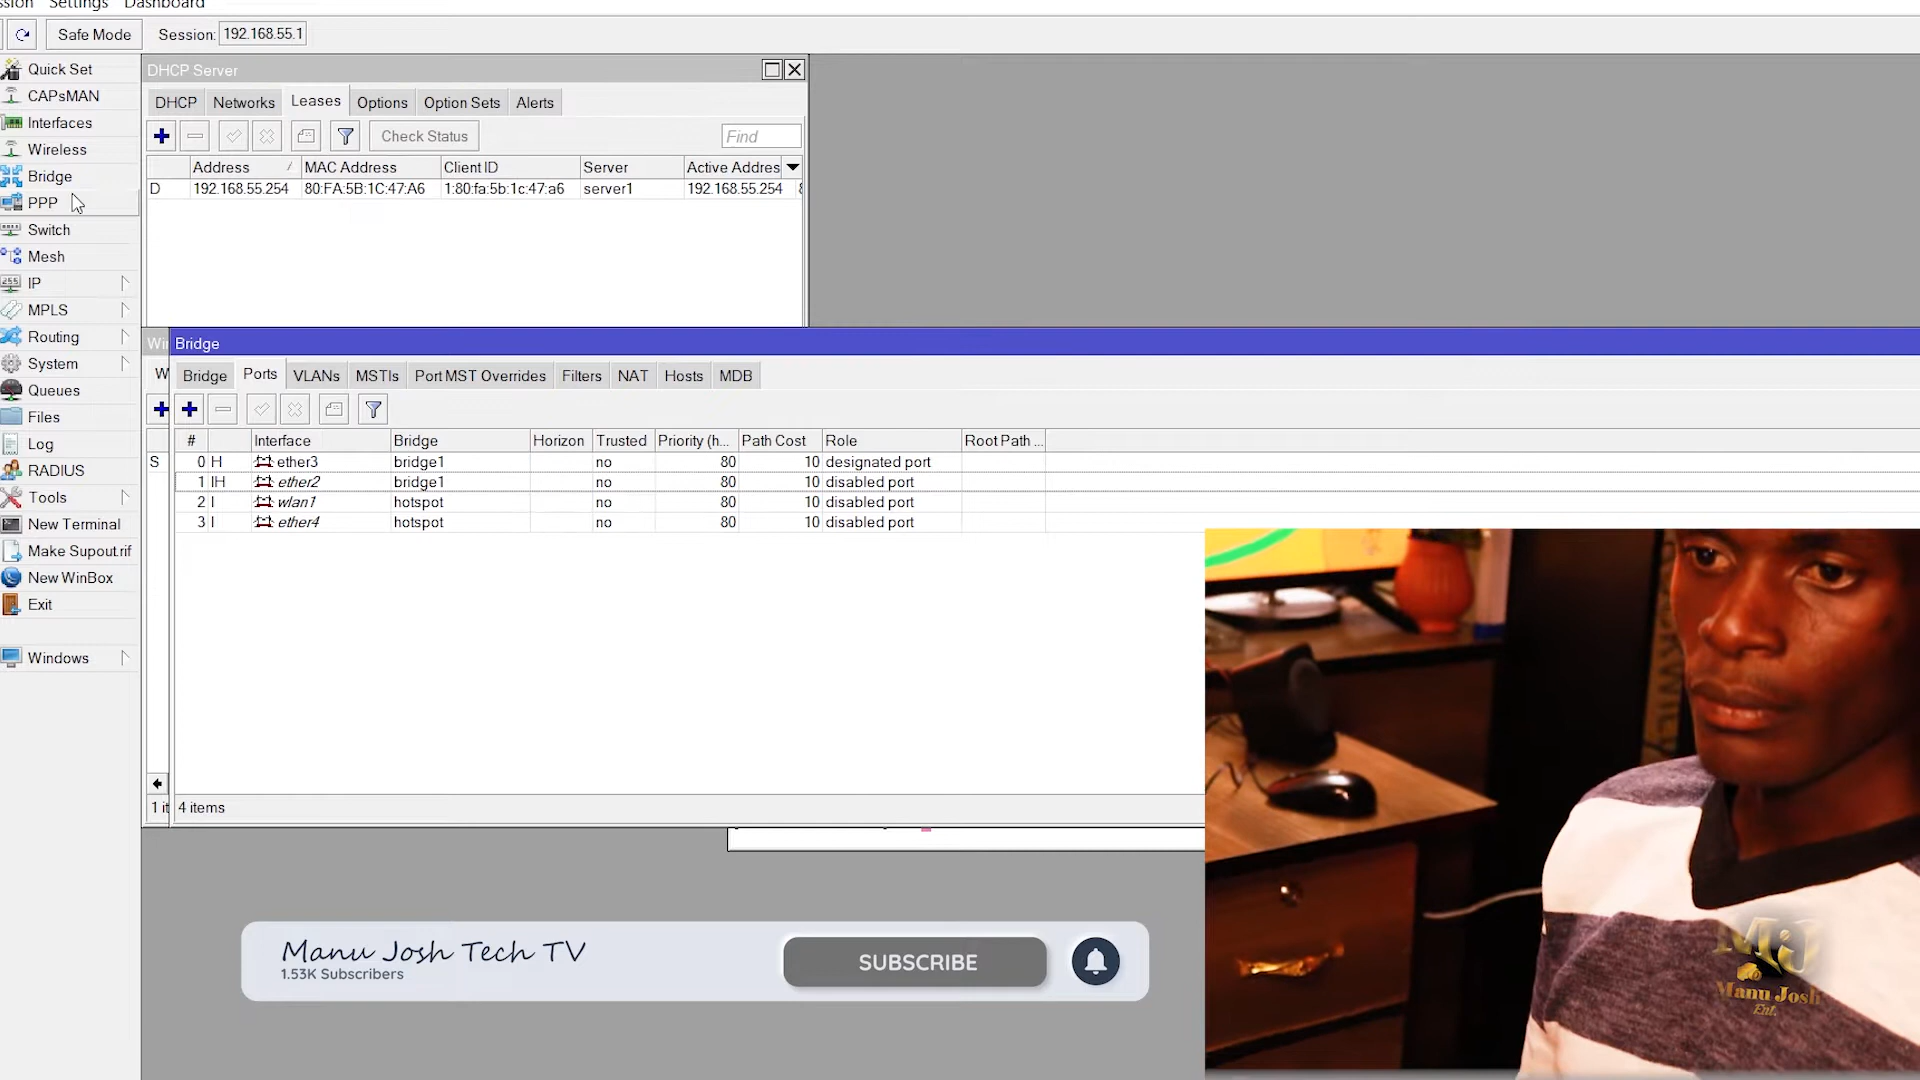 Settings Dashboard
Safe Mode Session: 192.168.55.1
Quick Set
CAPsMAN
Interfaces
Wireless
Bridge
PPP
Switch
Mesh
IP
MPLS
Routing
System
Queues
Files
Log
RADIUS
Tools
New Terminal
Make Supout.rif
New WinBox
Exit
Windows
DHCP Server
DHCP Networks Leases Options Option Sets Alerts
Check Status Find
Address / MAC Address Client ID Server Active Addres
D 192.168.55.254 80:FA:5B:1C:47:A6 1:80:fa:5b:1c:47:a6 server1 192.168.55.254
Bridge
Bridge Ports VLANs MSTIs Port MST Overrides Filters NAT Hosts MDB
# Interface Bridge Horizon Trusted Priority (h... Path Cost Role Root Path ...
S
0 H ether3 bridge1 no 80 10 designated port
1 IH ether2 bridge1 no 80 10 disabled port
2 I wlan1 hotspot no 80 10 disabled port
3 I ether4 hotspot no 80 10 disabled port
1 it 4 items
Manu Josh Tech TV
1.53K Subscribers
SUBSCRIBE
MJ
Manu Josh
Ent.